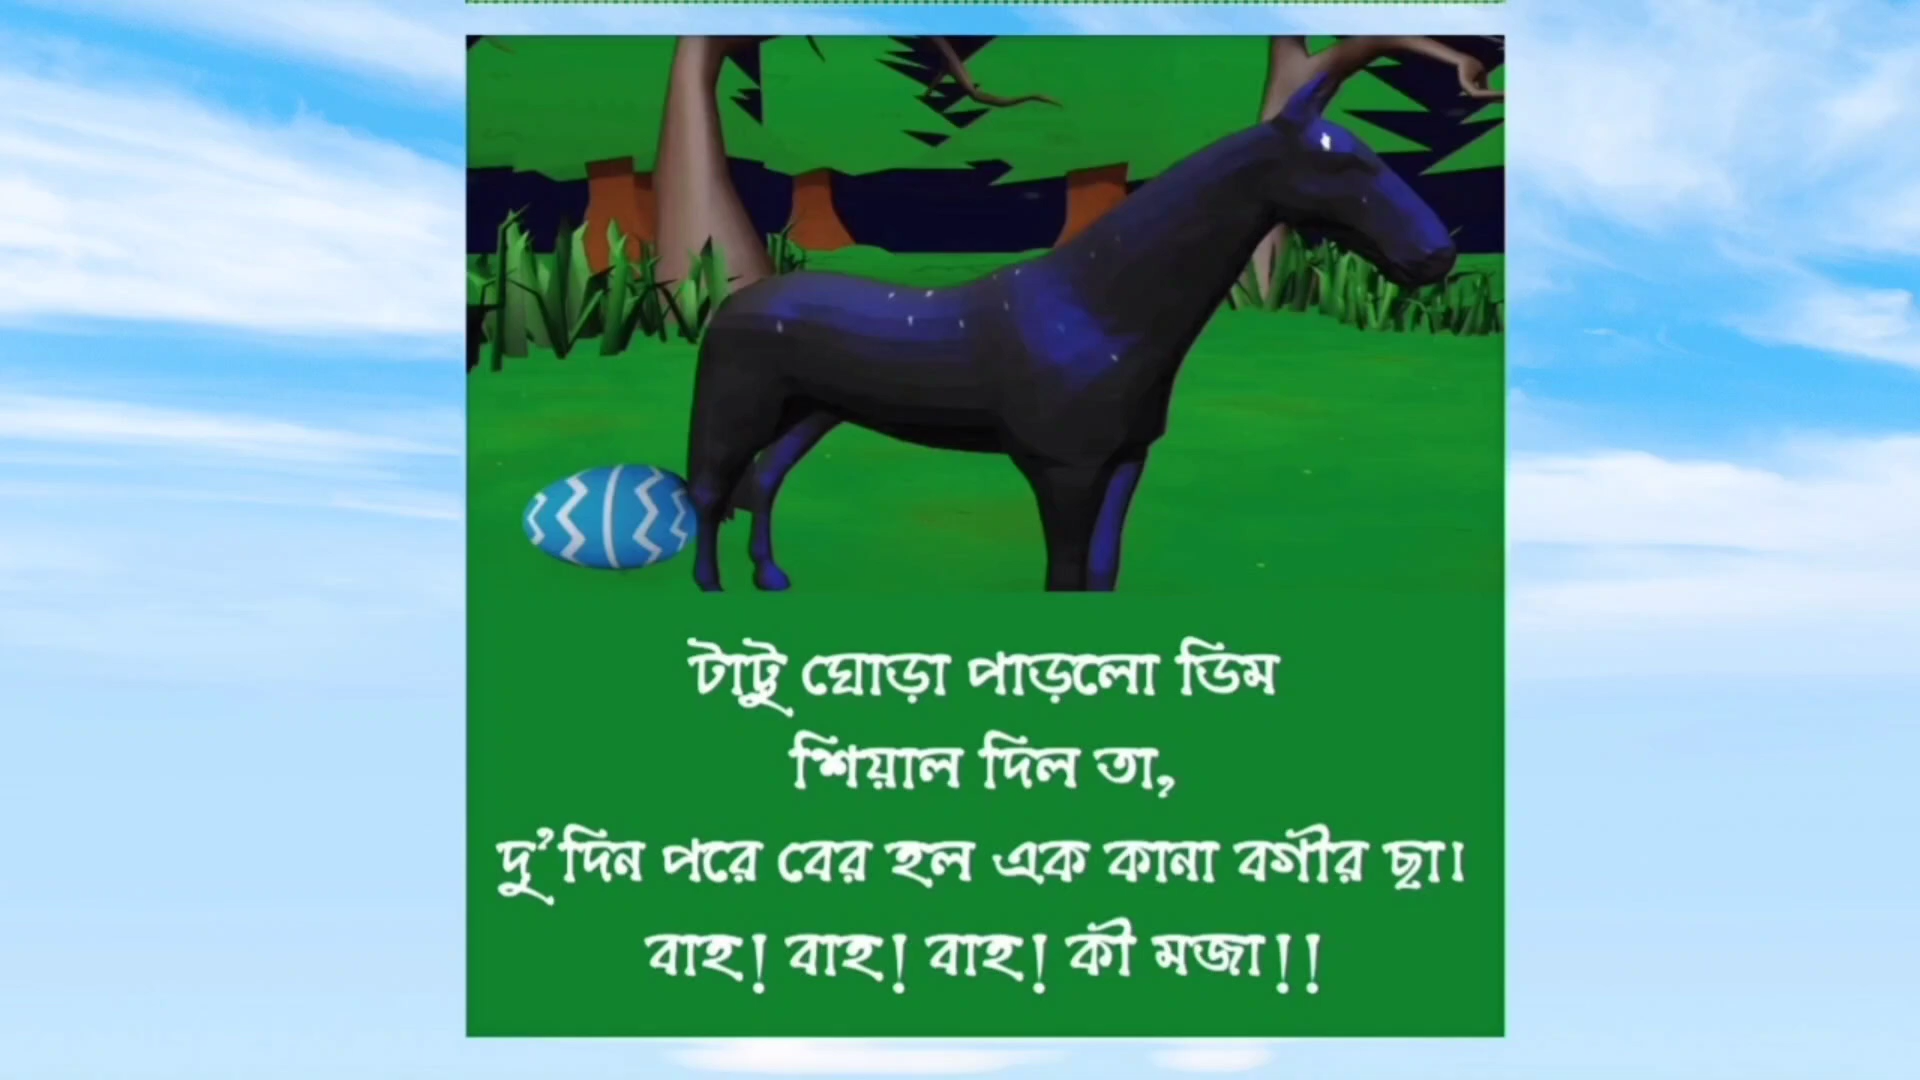 টাট্টু ঘোড়া পাড়লো ডিম
শিয়াল দিল তা,
দু'দিন পরে বের হল এক কানা বগীর ছা।
বাহ! বাহ! বাহ! কী মজা!!